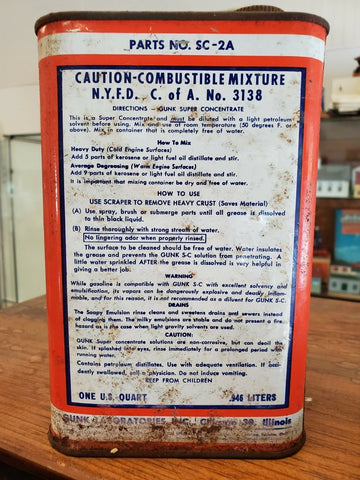 PARTS NO. SC-2A
CAUTION-COMBUSTIBLE MIXTURE
N.Y.F.D. C. of A. No. 3138
DIRECTIONS — GUNK SUPER CONCENTRATE
This is a Super Concentrate and must be diluted with a light petroleum
solvent before using. Mix and use at room temperature (50 degrees F. or
above). Mix in container that is completely free of water.
How To Mix
Heavy Duty (Cold Engine Surfaces)
Add 5 parts of kerosene or light fuel oil distillate and stir.
Average Degreasing (Warm Engine Surface)
Add 9 parts of kerosene or light fuel oil distillate and stir.
It is important that mixing container be dry and free of water.
HOW TO USE
USE SCRAPER TO REMOVE HEAVY CRUST (Saves Material)
(A) Use spray, brush or submerge parts until all grease is dissolved
to thin black liquid.
(B) Rinse thoroughly with strong stream of water.
No lingering odor when properly rinsed.
The surface to be cleaned should be free of water. Water insulates
the grease and prevents the GUNK S-C solution from penetrating. A
little water sprinkled AFTER the grease is dissolved is very helpful in
giving a better job.
WARNING
While gasoline is compatible with GUNK S-C with excellent solvency and
emulsification, its vapors can be dangerously explosive and deadly inflam-
mable, and for this reason, it is not recommended as a diluent for GUNK S-C.
DRAINS
The Soapy Emulsion rinse cleans and sweetens drains and sewers instead
of clogging them. The milky emulsions are stable and do not present a fire
hazard as is the case when light gravity solvents are used.
CAUTION:
GUNK Super concentrate solutions are non-corrosive, but can defat the
skin. If splashed into eyes, rinse immediately for a prolonged period with
running water.
Contains petroleum distillates. Use with adequate ventilation. If acci-
dently swallowed, call a physician. Do not induce vomiting.
KEEP FROM CHILDREN
ONE U.S. QUART .946 LITERS
GUNK LABORATORIES, INC., Chicago 38, Illinois